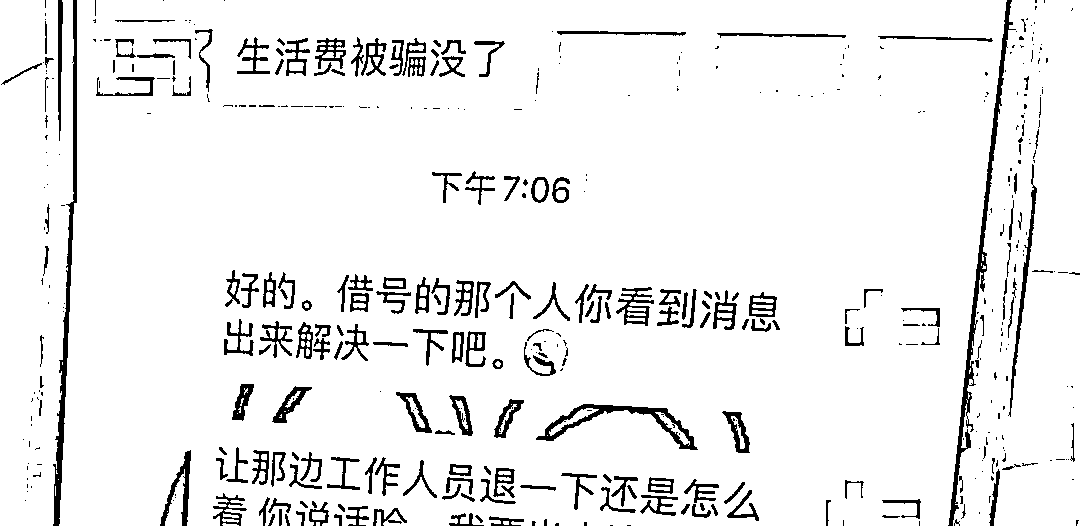 生活费被骗没了
下午7:06
好的。借号的那个人你看到消息
出来解决一下吧。
让那边工作人员退一下还是怎么
着 你说话哈